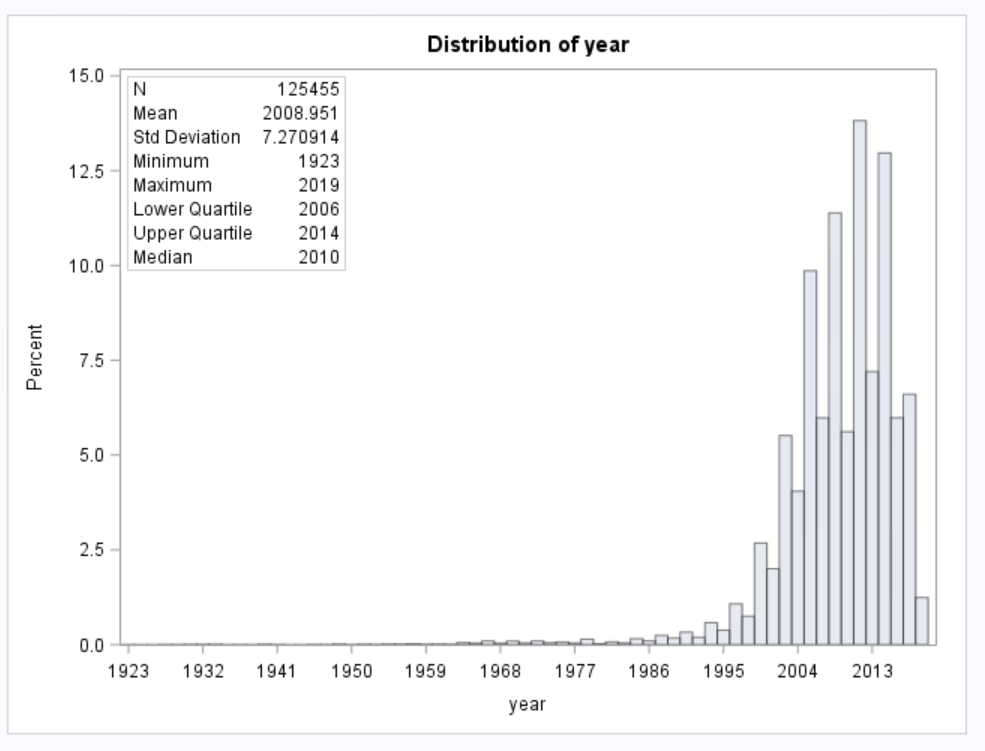 Distribution of year
15.0
12.5
10.0
7.5
5.0
2.5
0.0
Percent
N 125455
Mean 2008.951
Std Deviation 7.270914
Minimum 1923
Maximum 2019
Lower Quartile 2006
Upper Quartile 2014
Median 2010
1923 1932 1941 1950 1959 1968 1977 1986 1995 2004 2013
year